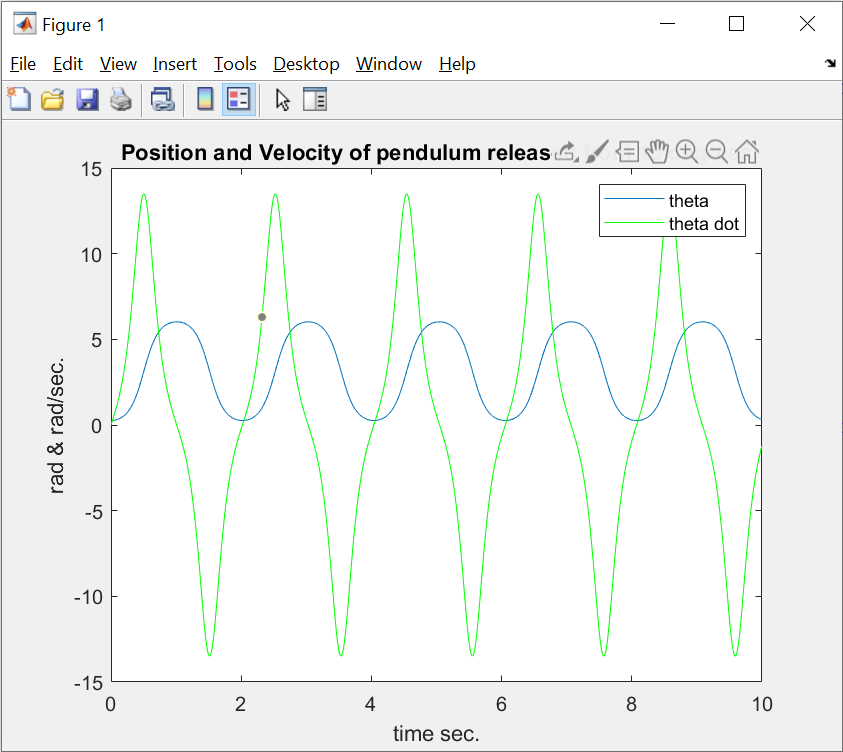 Figure 1
File Edit View Insert Tools Desktop Window Help
Position and Velocity of pendulum releas
theta
theta dot
15
10
5
0
-5
-10
-15
rad & rad/sec.
0 2 4 6 8 10
time sec.